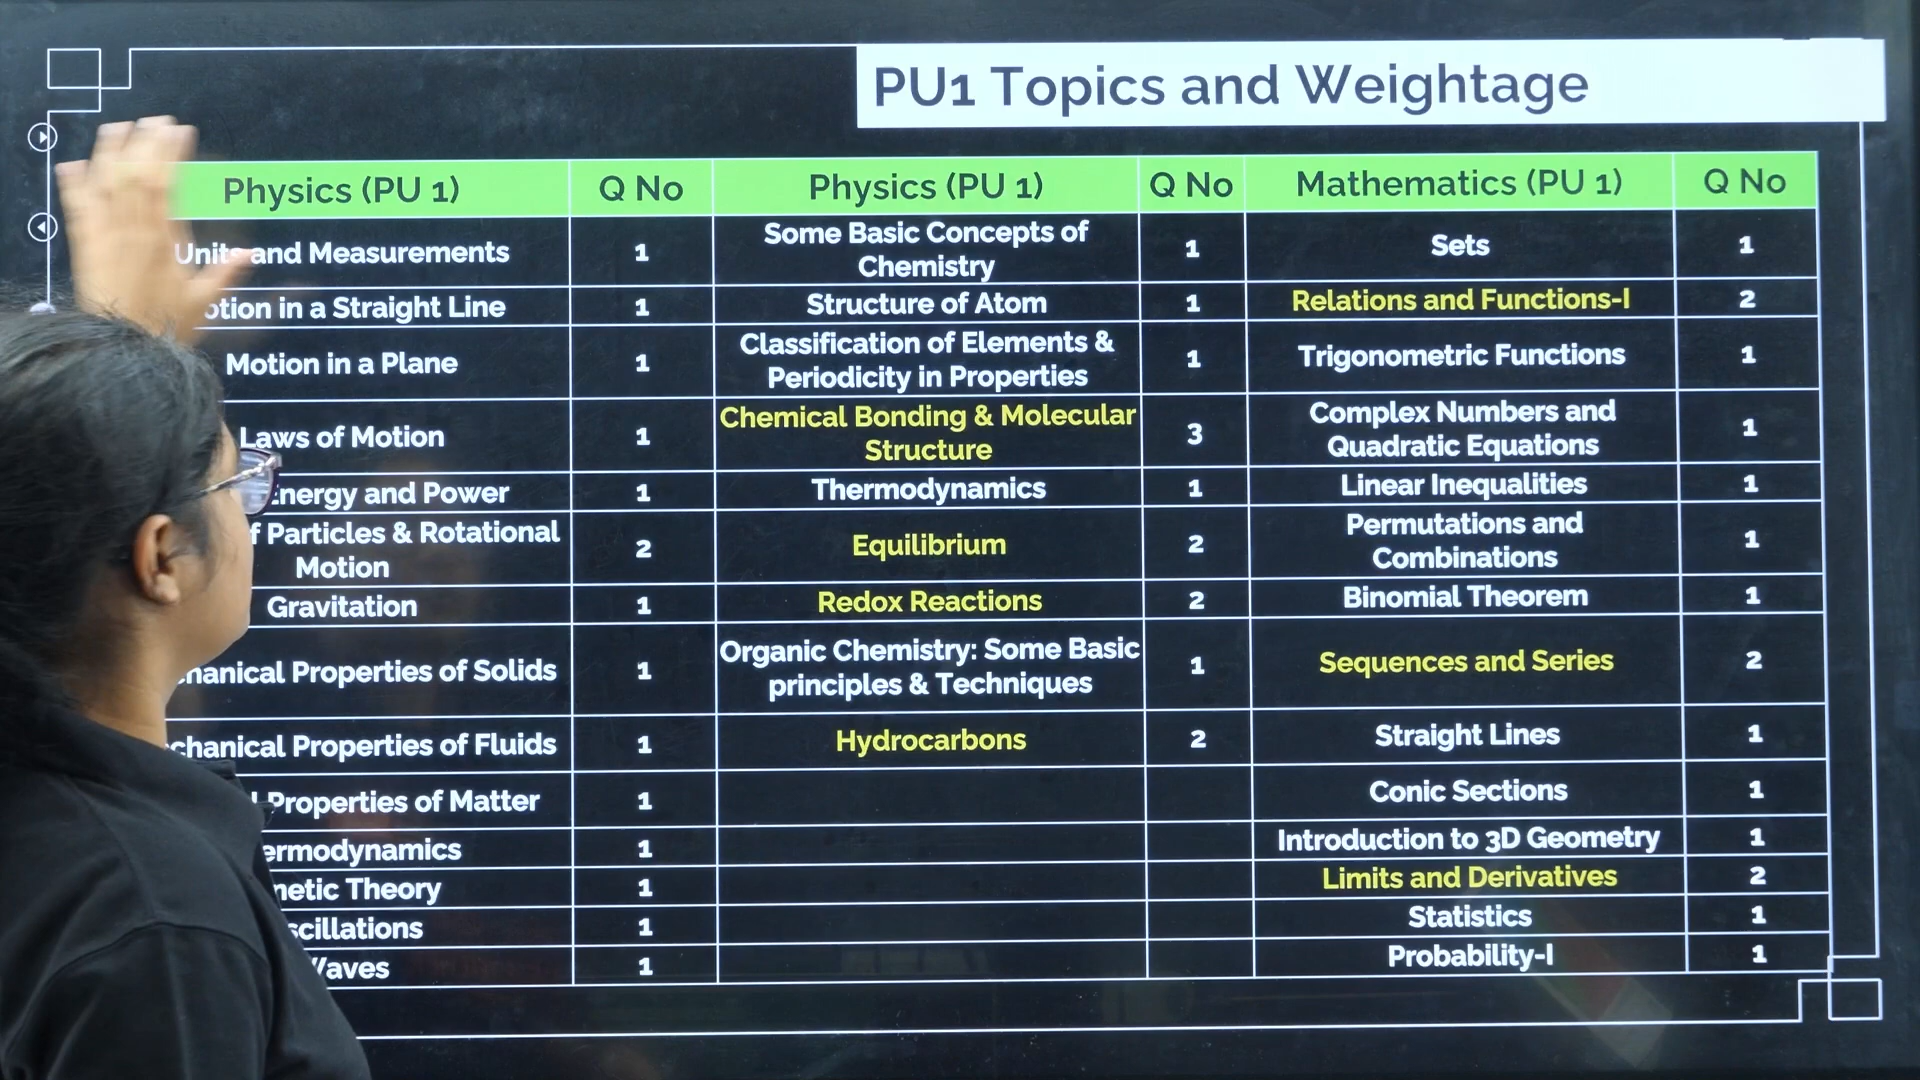 PU1 Topics and Weightage
Physics (PU 1) Q No Physics (PU 1) Q No Mathematics (PU 1) Q No
Units and Measurements 1 Some Basic Concepts of Chemistry 1 Sets 1
in a Straight Line 1 Structure of Atom 1 Relations and Functions-I 2
Motion in a Plane 1 Classification of Elements & Periodicity in Properties 1 Trigonometric Functions 1
Laws of Motion 1 Chemical Bonding & Molecular Structure 3 Complex Numbers and Quadratic Equations 1
Energy and Power 1 Thermodynamics 1 Linear Inequalities 1
Particles & Rotational Motion 2 Equilibrium 2 Permutations and Combinations 1
Gravitation 1 Redox Reactions 2 Binomial Theorem 1
Properties of Solids 1 Organic Chemistry: Some Basic principles & Techniques 1 Sequences and Series 2
Properties of Fluids 1 Hydrocarbons 2 Straight Lines 1
Properties of Matter 1 Conic Sections 1
1 Introduction to 3D Geometry 1
Theory 1 Limits and Derivatives 2
1 Statistics 1
1 Probability-I 1